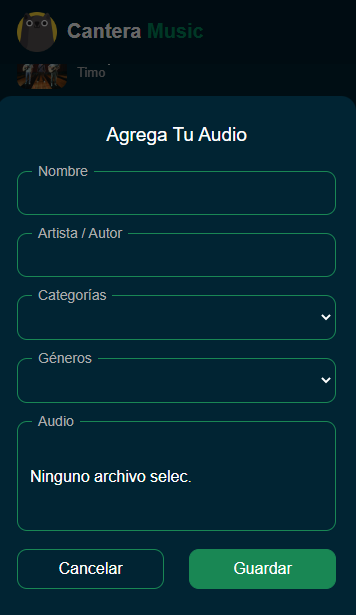 Cantera Music
Timo
Agrega Tu Audio
Nombre
Artista / Autor
Categorías
Géneros
Audio
Ninguno archivo selec.
Cancelar Guardar